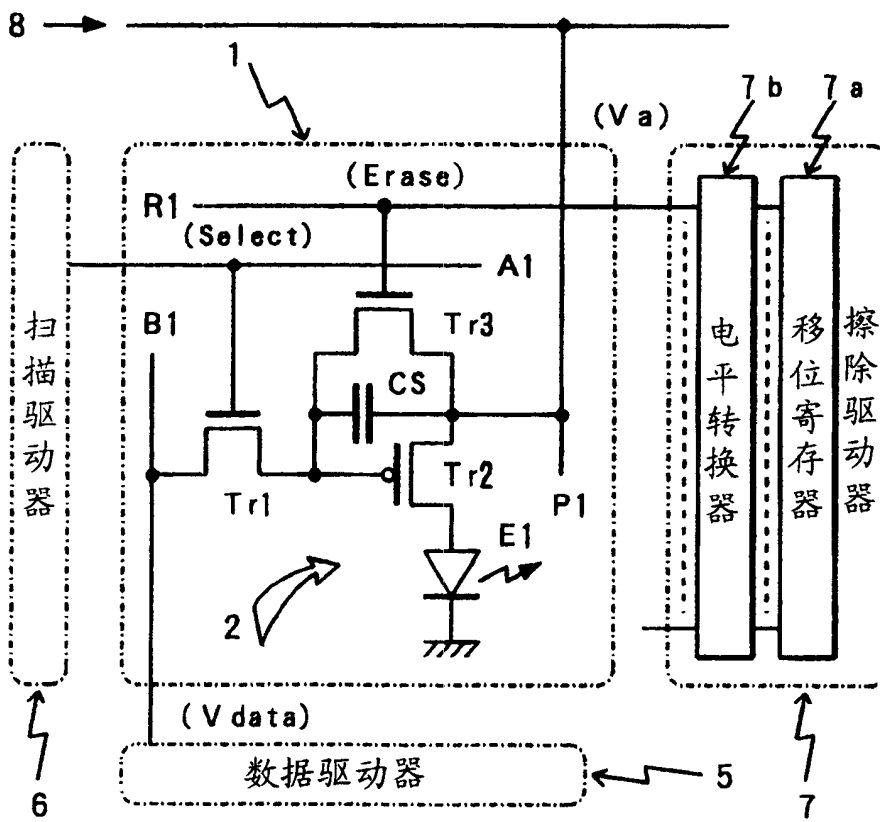 8
1
7b
7a
(Va)
(Erase)
R1
(Select)
A1
B1
Tr3
CS
Tr1
Tr2
P1
E1
2
扫描驱动器
电平转换器
移位寄存器
擦除驱动器
(Vdata)
数据驱动器
5
6
7